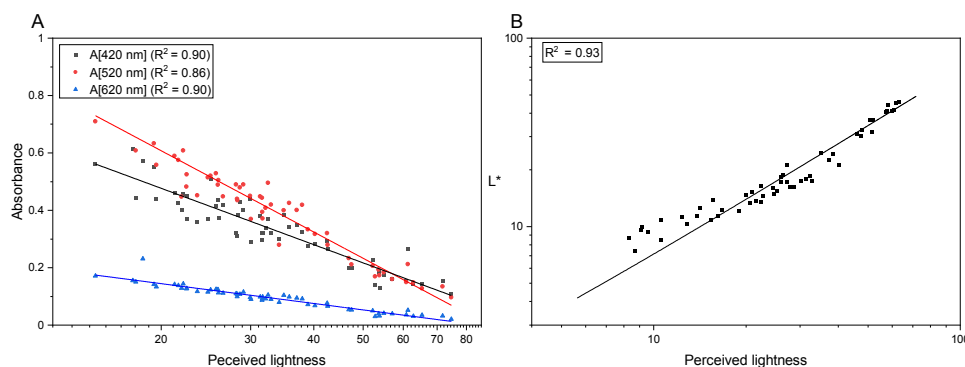 A
A[420 nm] (R² = 0.90)
A[520 nm] (R² = 0.86)
A[620 nm] (R² = 0.90)
Absorbance
1
0.8
0.6
0.4
0.2
0
20 30 40 50 60 70 80
Peceived lightness
B
R² = 0.93
L*
100
10
10 100
Perceived lightness